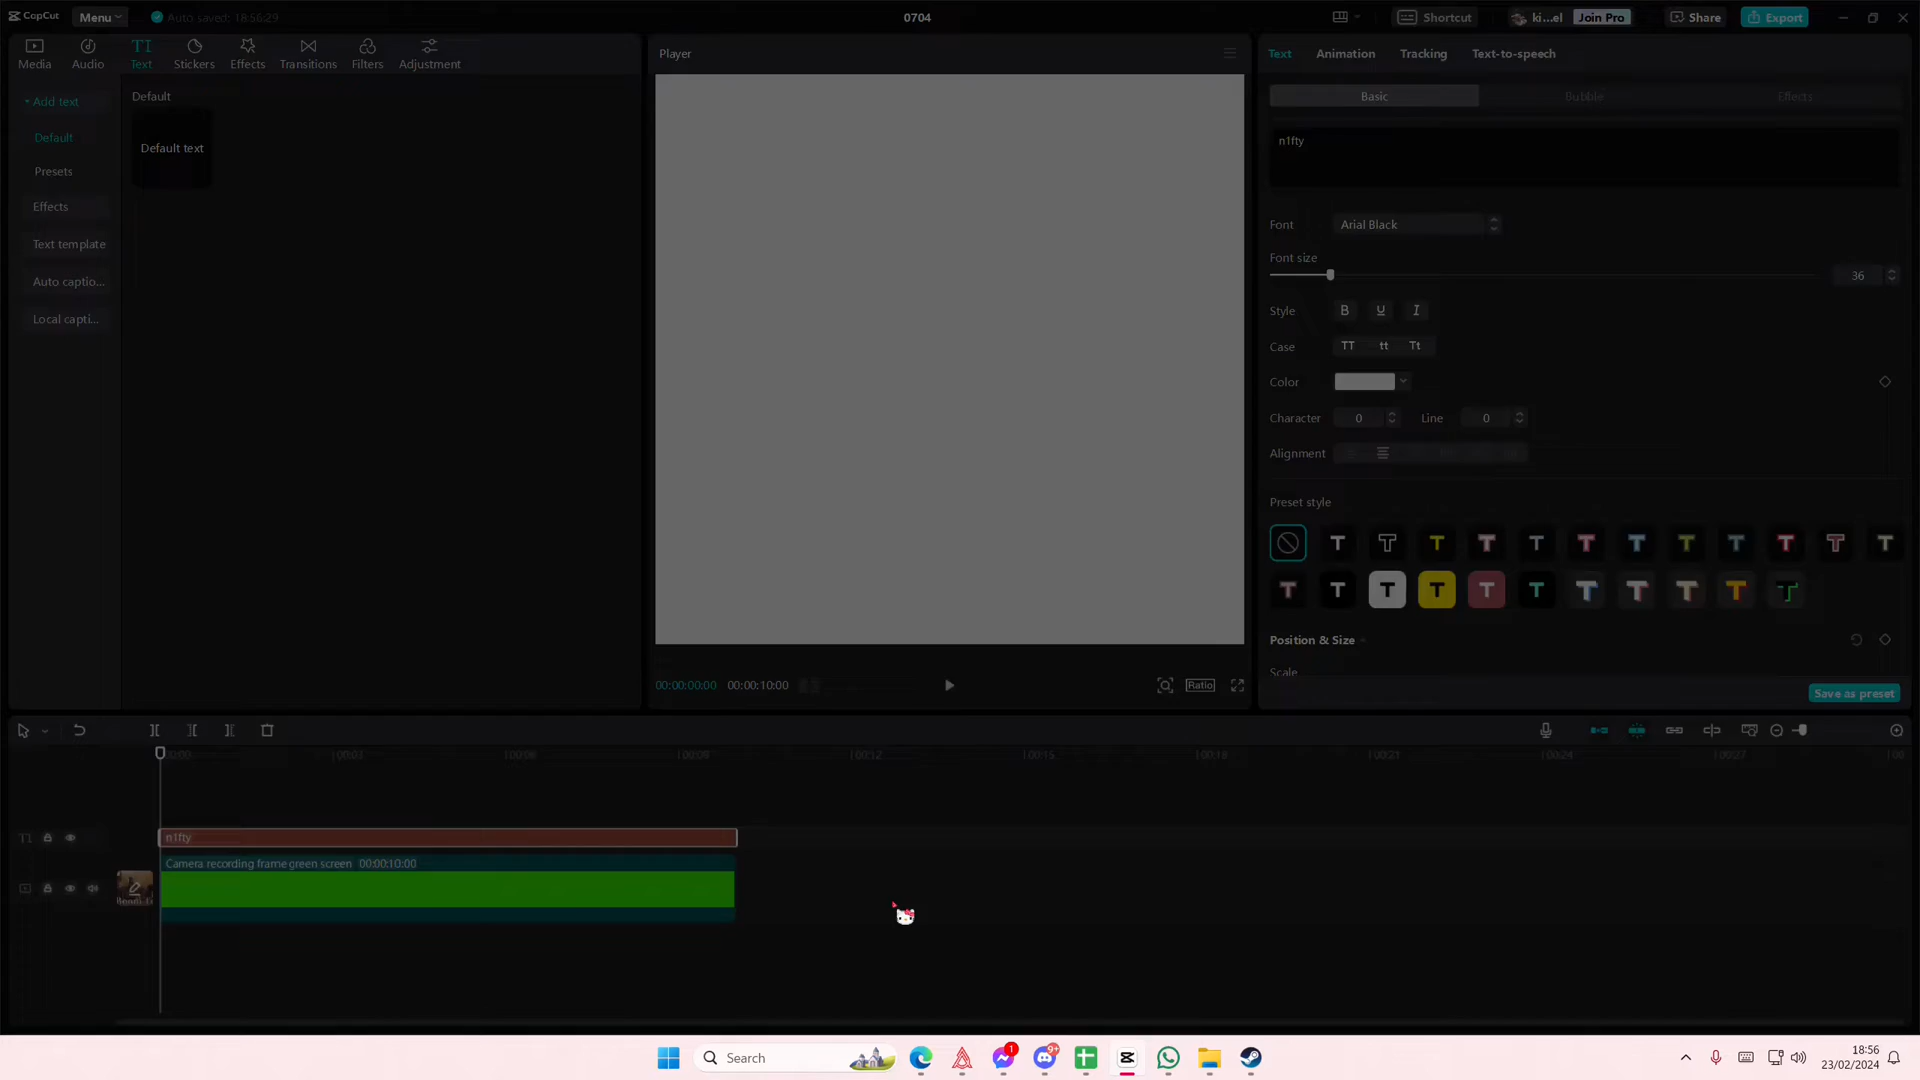 CapCut Menu Auto saved: 18:56:29 0704 Shortcut ki...el Join Pro Share Export
Media Audio Text Stickers Effects Transitions Filters Adjustment
Add text
Default
Presets
Effects
Text template
Auto captio...
Local capti...
Default
Default text
Player
00:00:00:00 00:00:10:00
Ratio
Text Animation Tracking Text-to-speech
Basic Bubble Effects
n1fty
Font Arial Black
Font size
36
Style B U I
Case TT tt Tt
Color
Character 0 Line 0
Alignment
Preset style
Position & Size
Scale
Save as preset
00:00 00:06 00:09 00:12 00:15 00:18 00:21 00:24 00:27
n1fty
Camera recording frame green screen 00:00:10:00
Search
1
9+
18:56
23/02/2024